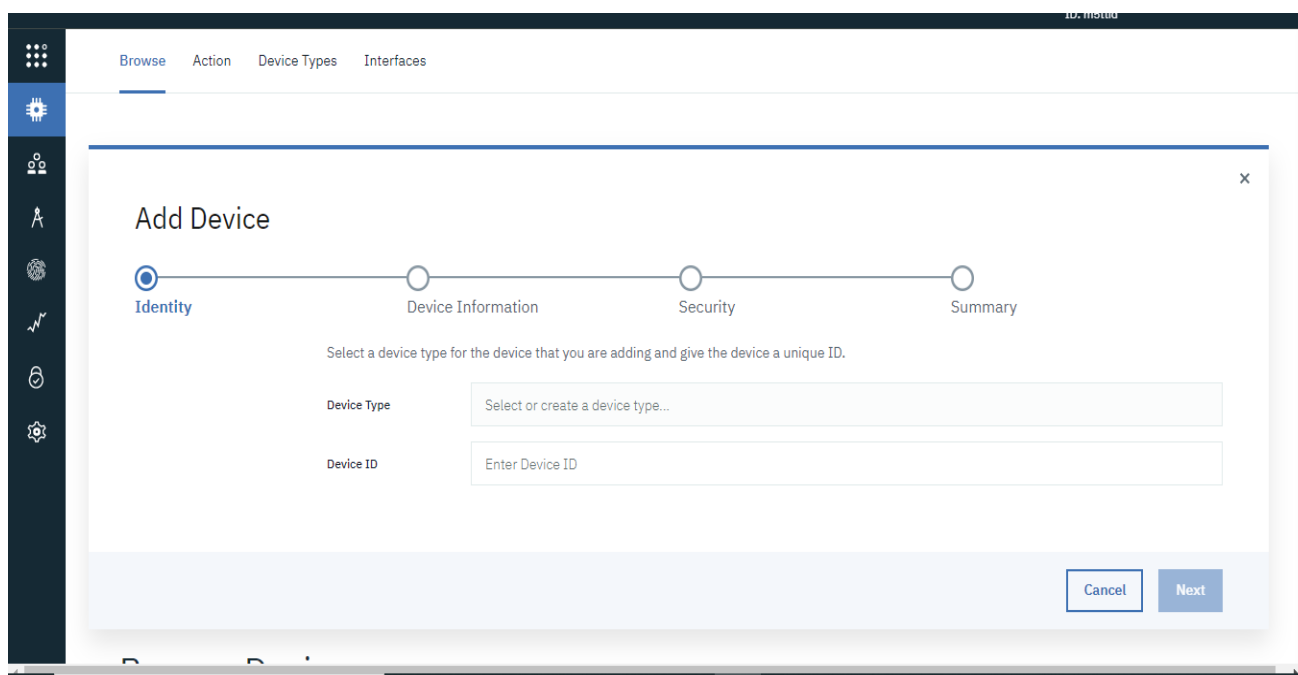 Browse Action Device Types Interfaces
x
Add Device
Identity Device Information Security Summary
Select a device type for the device that you are adding and give the device a unique ID.
Device Type Select or create a device type...
Device ID Enter Device ID
Cancel Next